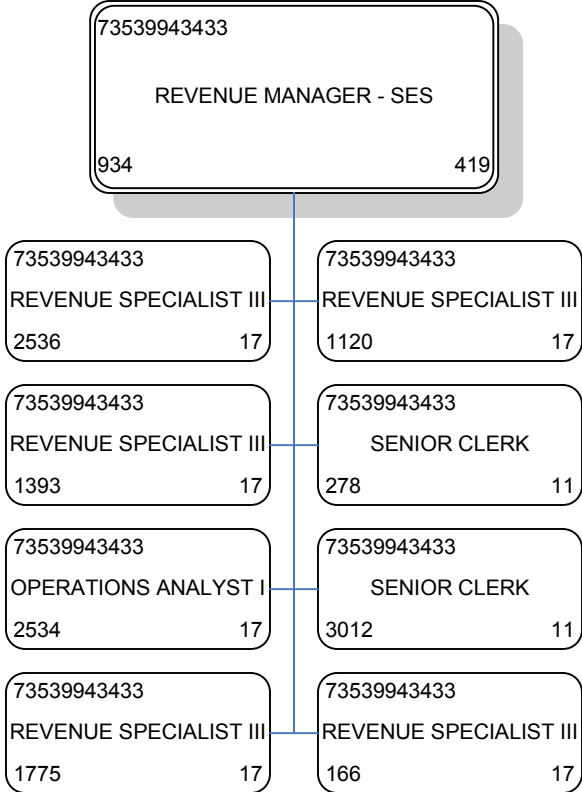 73539943433
REVENUE MANAGER - SES
934 419
73539943433
REVENUE SPECIALIST III
2536 17
73539943433
REVENUE SPECIALIST III
1120 17
73539943433
REVENUE SPECIALIST III
1393 17
73539943433
SENIOR CLERK
278 11
73539943433
OPERATIONS ANALYST I
2534 17
73539943433
SENIOR CLERK
3012 11
73539943433
REVENUE SPECIALIST III
1775 17
73539943433
REVENUE SPECIALIST III
166 17